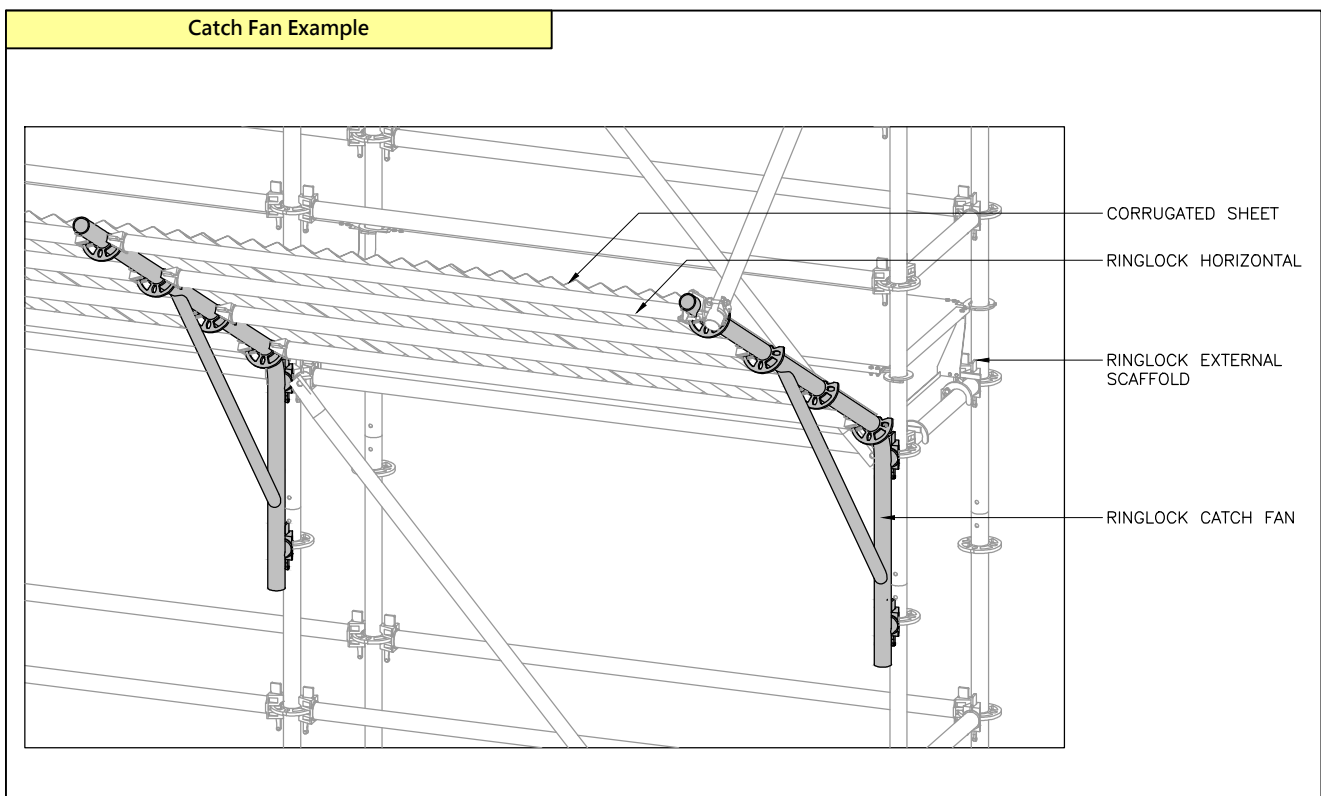 Catch Fan Example
CORRUGATED SHEET
RINGLOCK HORIZONTAL
RINGLOCK EXTERNAL
SCAFFOLD
RINGLOCK CATCH FAN